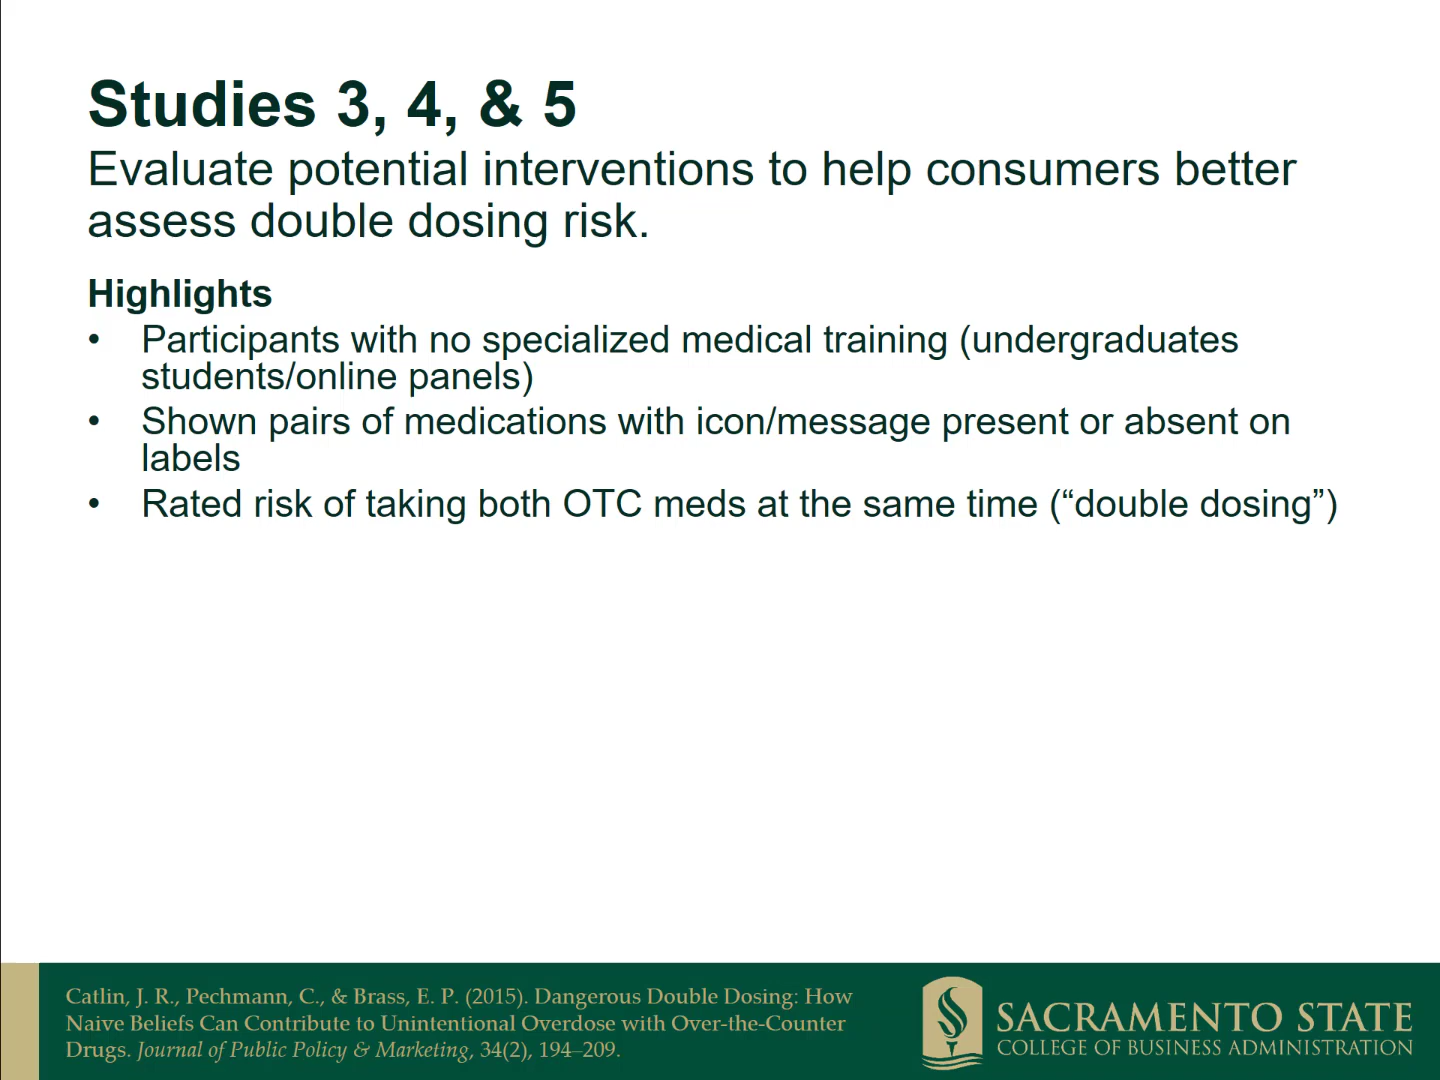 Studies 3, 4, & 5
Evaluate potential interventions to help consumers better
assess double dosing risk.
Highlights
• Participants with no specialized medical training (undergraduates
students/online panels)
• Shown pairs of medications with icon/message present or absent on
labels
• Rated risk of taking both OTC meds at the same time (“double dosing”)
Catlin, J. R., Pechmann, C., & Brass, E. P. (2015). Dangerous Double Dosing: How
Naive Beliefs Can Contribute to Unintentional Overdose with Over-the-Counter
Drugs. Journal of Public Policy & Marketing, 34(2), 194–209.
SACRAMENTO STATE
COLLEGE OF BUSINESS ADMINISTRATION